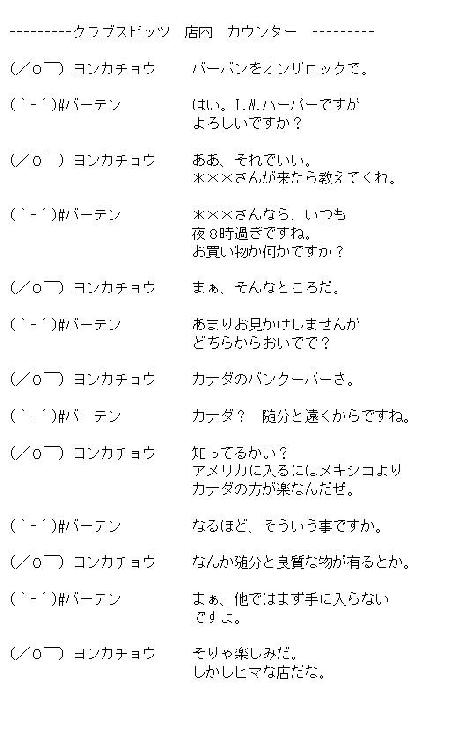 ---------クラブスピッツ　店内　カウンター　---------
(／o￣)　ヨンカチョウ　　バーバンをオンザロックで。
(｀-´)#バーテン　　はい。I.W.ハーパーですが
よろしいですか？
(／o￣)　ヨンカチョウ　　ああ、それでいい。
＊××さんが来たら教えてくれ。
(｀-´)#バーテン　　＊××さんなら、いつも
夜８時過ぎですね。
お買い物か何かですか？
(／o￣)　ヨンカチョウ　　まぁ、そんなところだ。
(｀-´)#バーテン　　あまりお見かけしませんが
どちらからおいでで？
(／o￣)　ヨンカチョウ　　カナダのバンクーバーさ。
(｀-´)#バーテン　　カナダ？　随分と遠くからですね。
(／o￣)　ヨンカチョウ　　知ってるかい？
アメリカに入るにはメキシコより
カナダの方が楽なんだぜ。
(｀-´)#バーテン　　なるほど、そういう事ですか。
(／o￣)　ヨンカチョウ　　なんか随分と良質な物が有るとか。
(｀-´)#バーテン　　まぁ、他ではまず手に入らない
ですよ。
(／o￣)　ヨンカチョウ　　そりゃ楽しみだ。
しかしヒマな店だな。